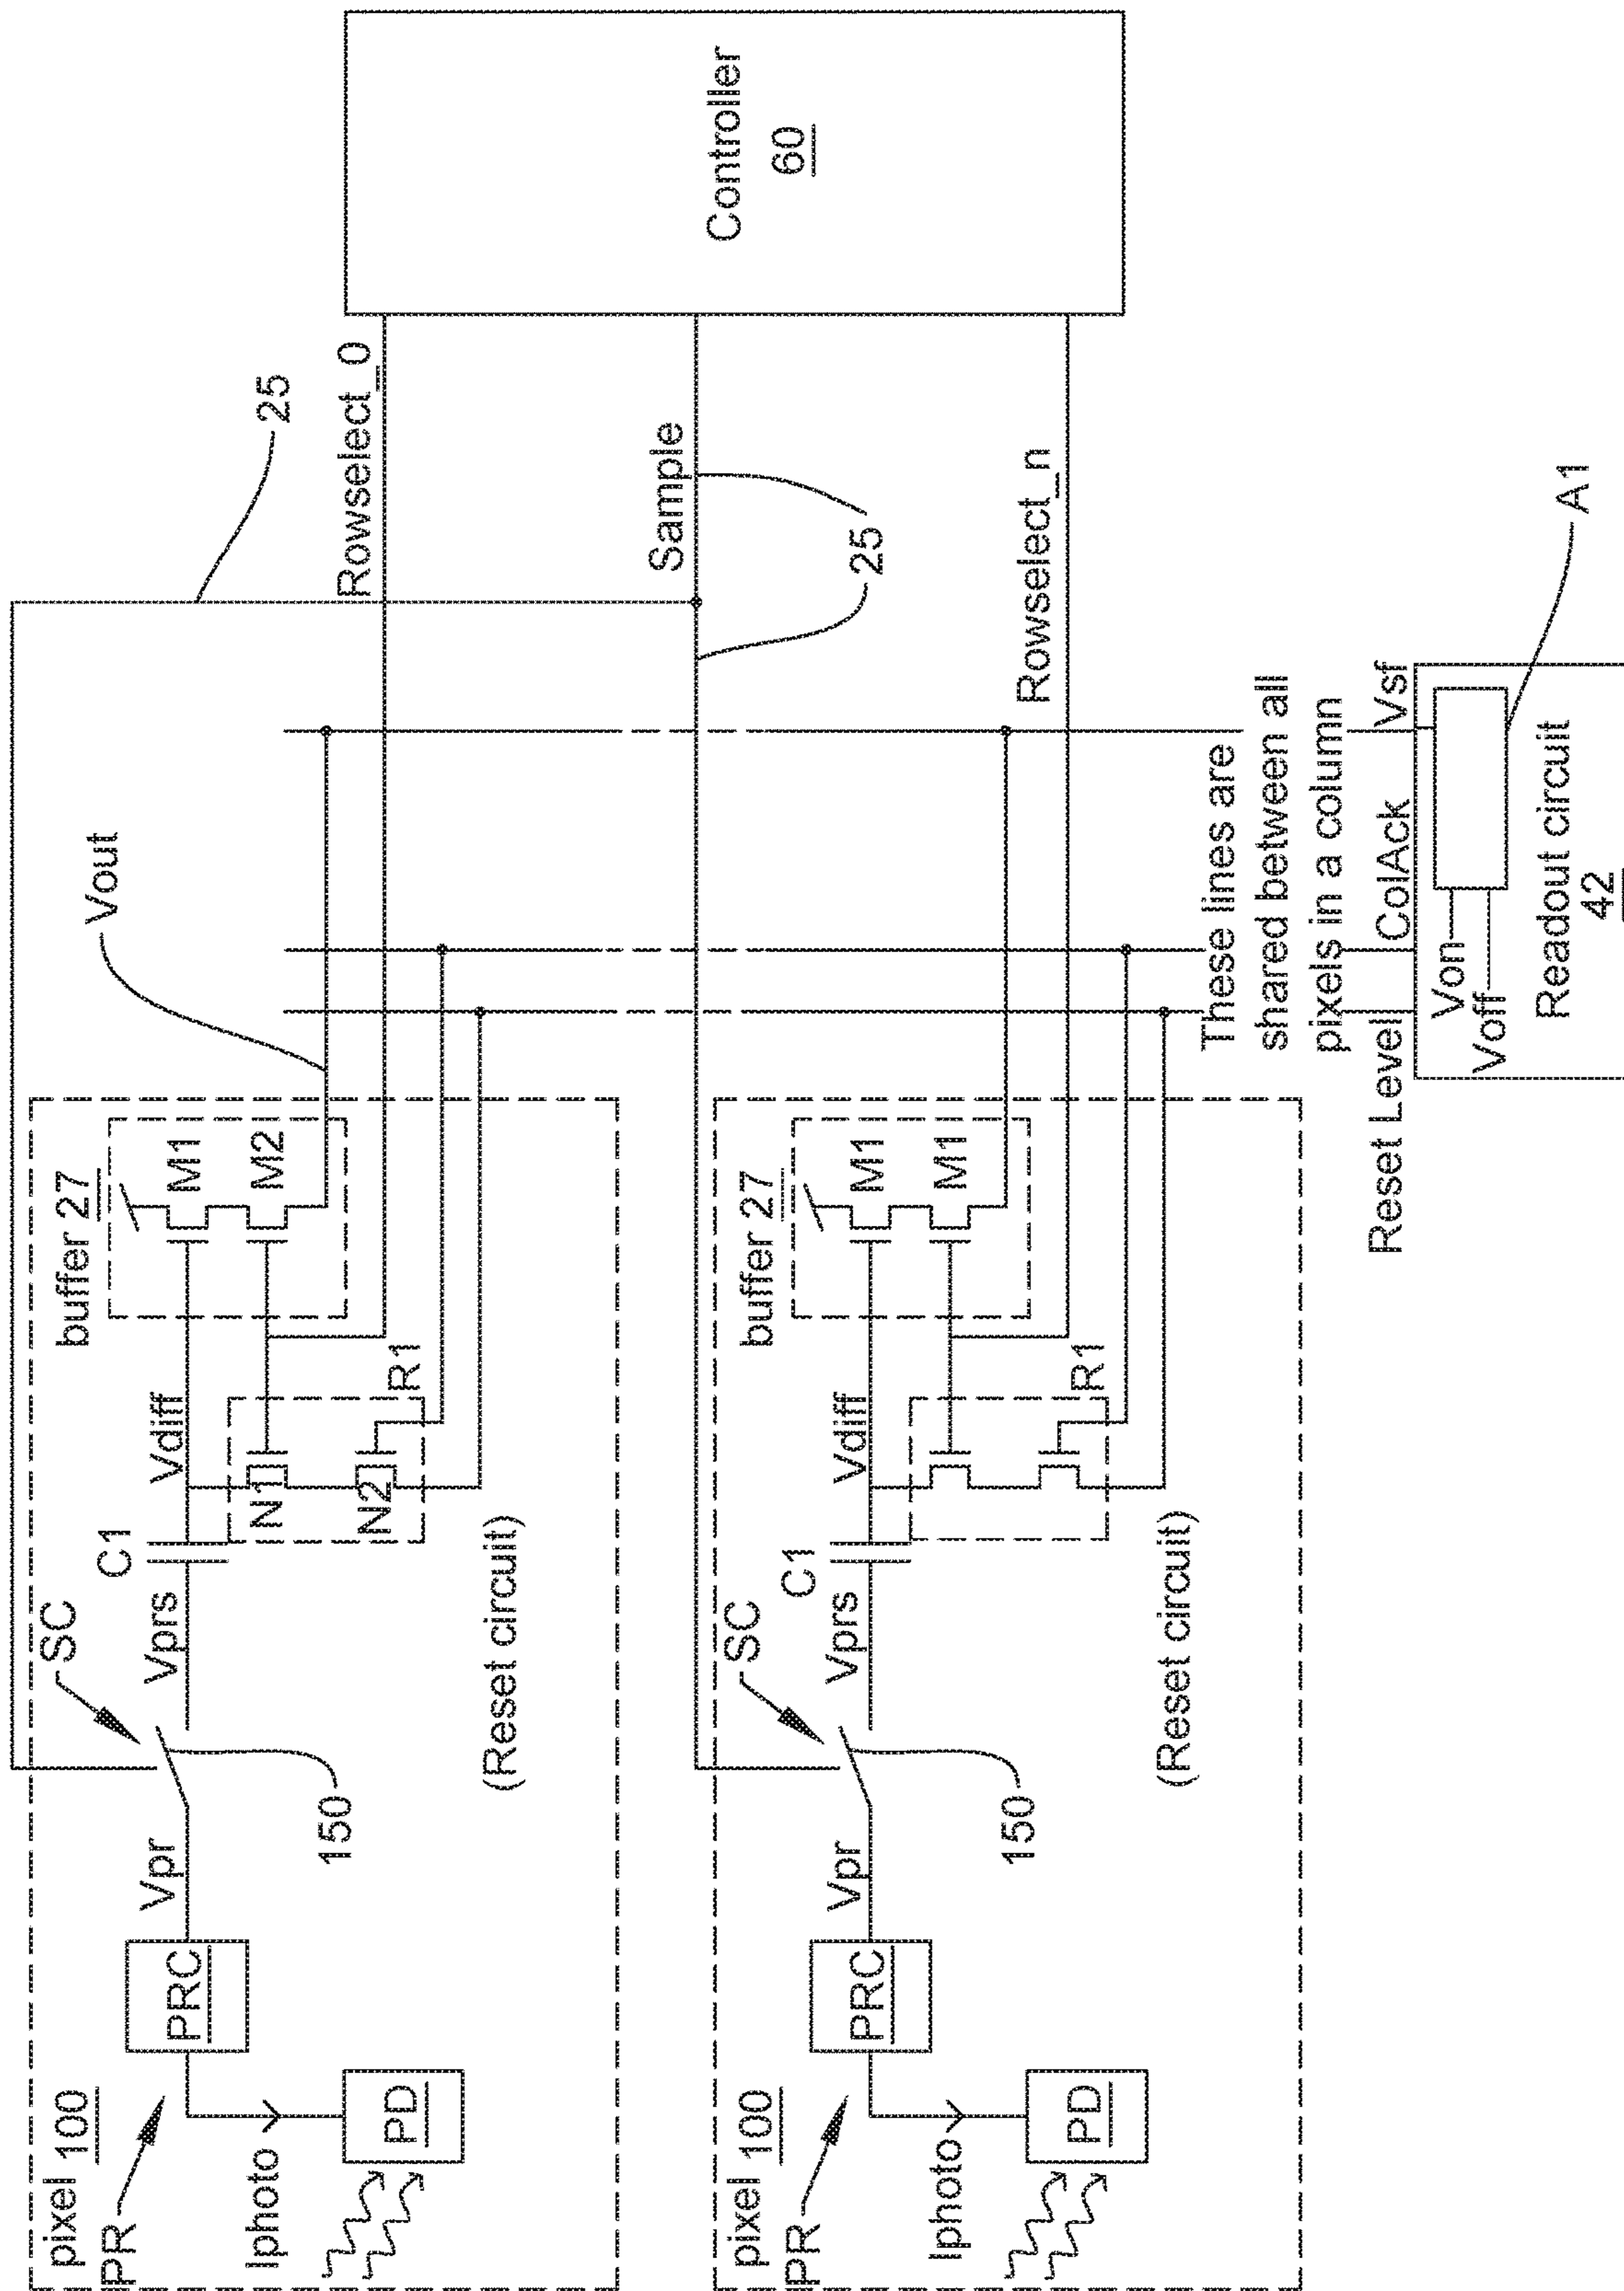 pixel 100
PR
Iphoto
PD
PRC
Vpr
150
SC
Vprs
C1
Vdiff
N1
N2
R1
(Reset circuit)
buffer 27
M1
M2
Vout
25
Rowselect_0
Sample
25
Rowselect_n
Controller
60
pixel 100
PR
Iphoto
PD
PRC
Vpr
150
SC
Vprs
C1
Vdiff
R1
(Reset circuit)
buffer 27
M1
M1
These lines are
shared between all
pixels in a column
Reset Level
ColAck
Vsf
Von
Voff
A1
Readout circuit
42